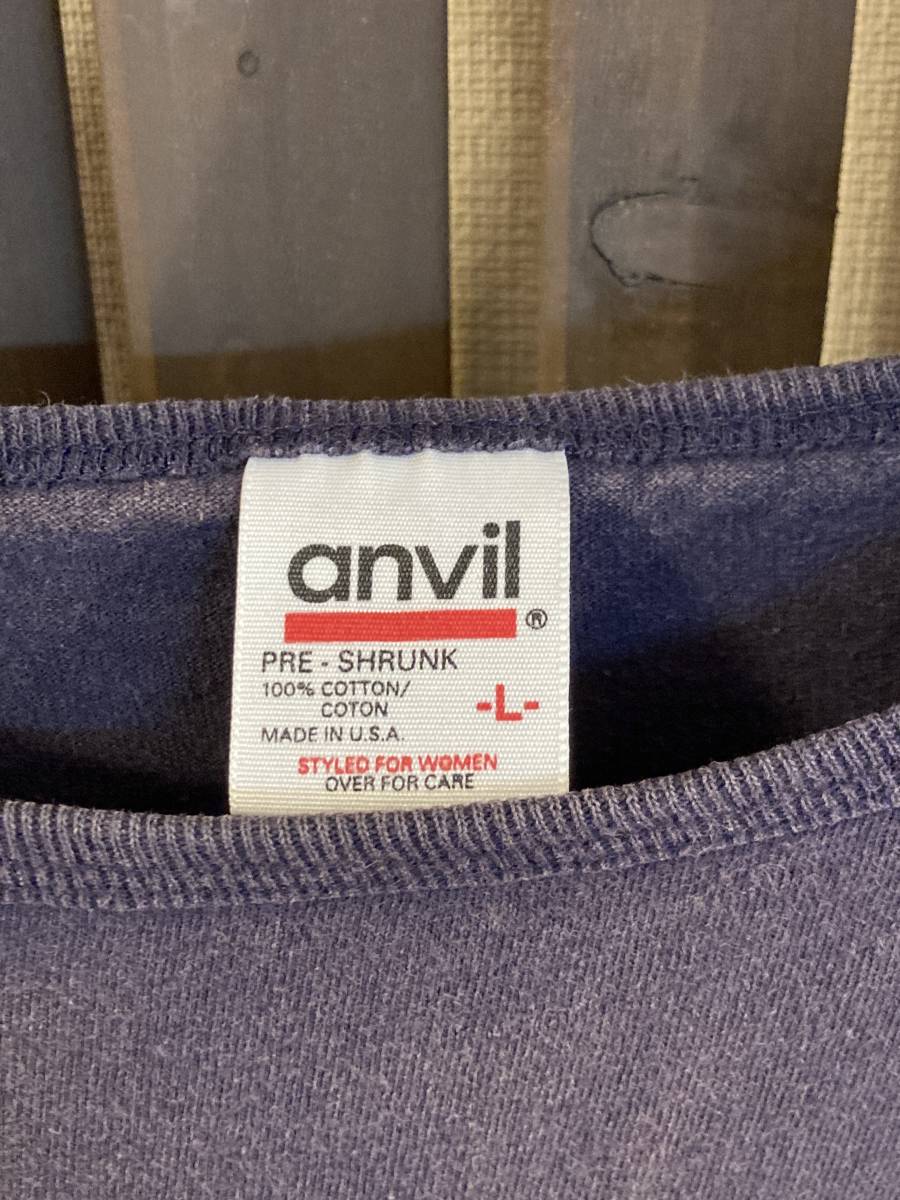 anvil ®
PRE - SHRUNK
100% COTTON/
COTON
-L-
MADE IN U.S.A.
STYLED FOR WOMEN
OVER FOR CARE